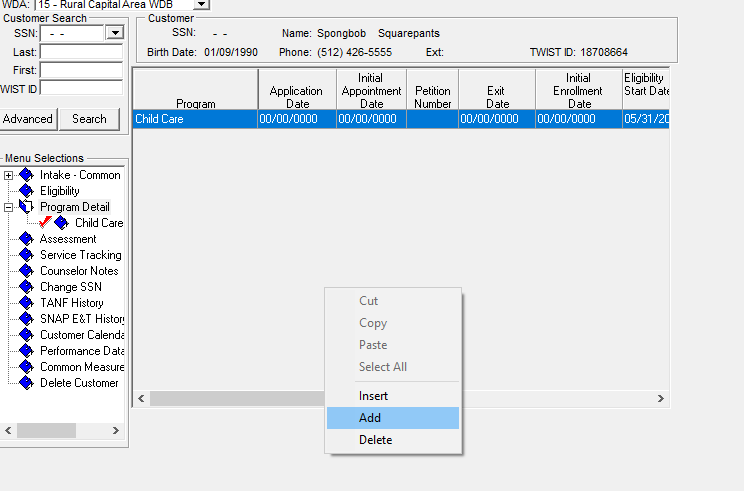 WDA: 15 - Rural Capital Area WDB
Customer Search
SSN: - -
Last:
First:
WIST ID
Advanced Search
Menu Selections
Intake - Common
Eligibility
Program Detail
Child Care
Assessment
Service Tracking
Counselor Notes
Change SSN
TANF History
SNAP E&T History
Customer Calenda
Performance Data
Common Measure
Delete Customer
Customer
SSN: - - Name: Spongbob Squarepants
Birth Date: 01/09/1990 Phone: (512) 426-5555 Ext: TWIST ID: 18708664
Program
Application
Date
Initial
Appointment
Date
Petition
Number
Exit
Date
Initial
Enrollment
Date
Eligibility
Start Date
Child Care 00/00/0000 00/00/0000 00/00/0000 00/00/0000 05/31/20
Cut
Copy
Paste
Select All
Insert
Add
Delete